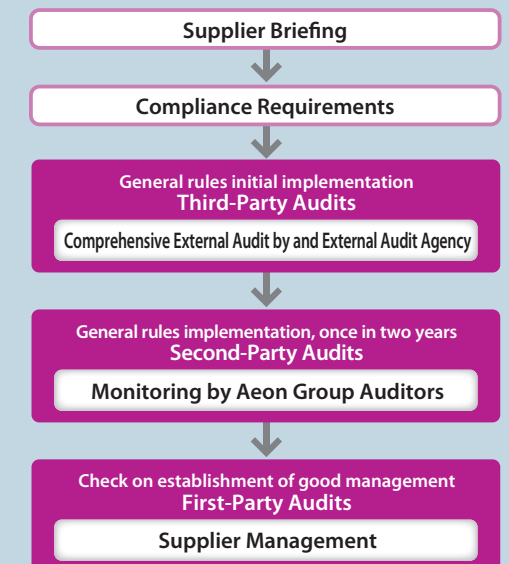 Supplier Briefing
Compliance Requirements
General rules initial implementation
Third-Party Audits
Comprehensive External Audit by and External Audit Agency
General rules implementation, once in two years
Second-Party Audits
Monitoring by Aeon Group Auditors
Check on establishment of good management
First-Party Audits
Supplier Management